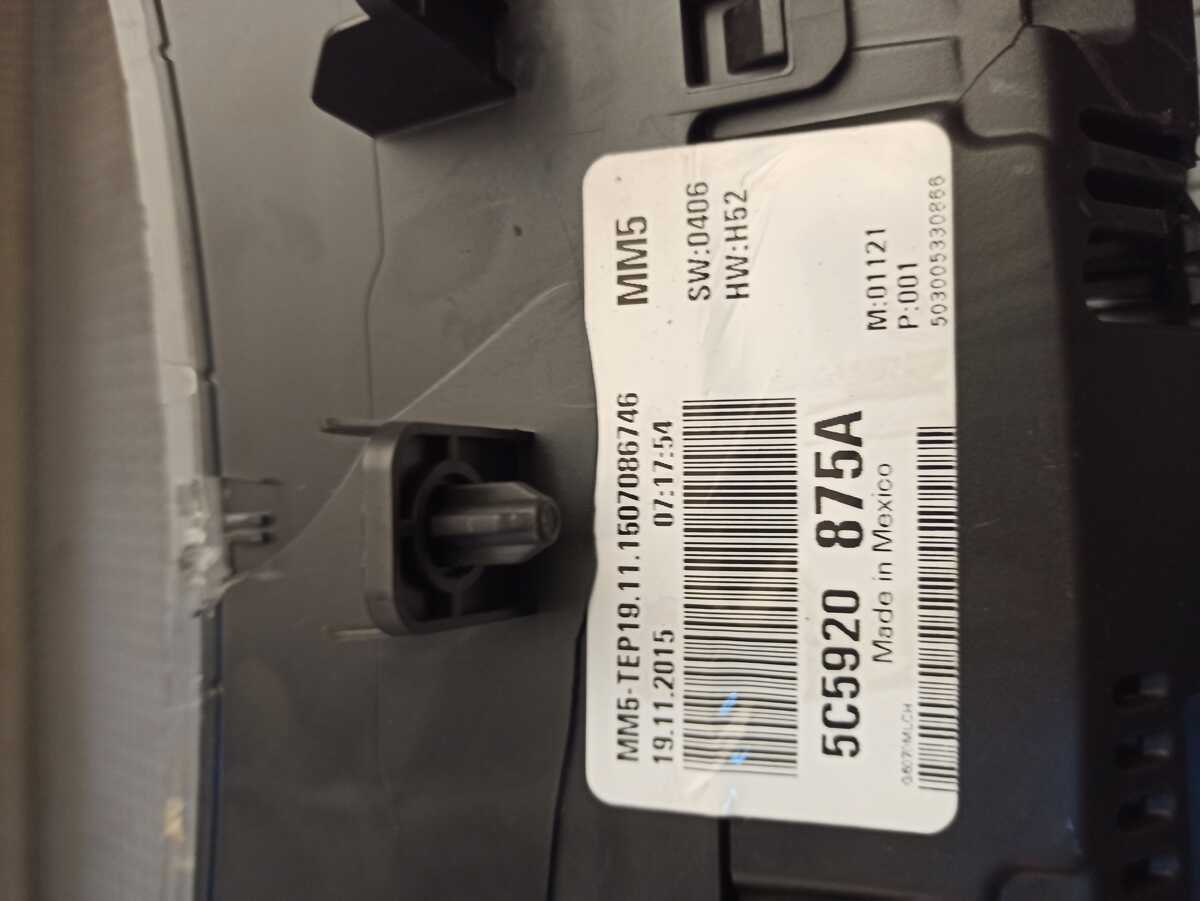 MM5-TEP19.11.1507086746 MM5
19.11.2015 07:17:54
SW:0406
HW:H52
5C5920 875A
Made in Mexico
M:01121
P:001
503005330866